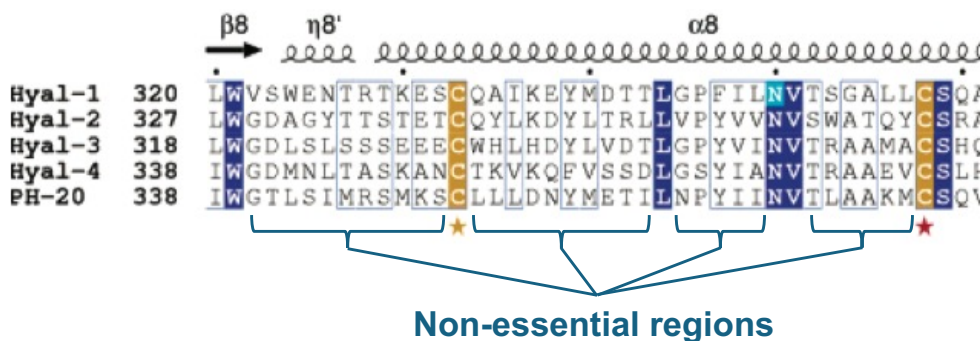 β8 η8' α8
Hyal-1 320 LWVSWENTRTKESCQAIKEYMDTTLGPFILNVTSGALLCSQA
Hyal-2 327 LWGDAGYTTSTETCQYLKDYLTRLLVPYVVNVSWATQYCSRA
Hyal-3 318 LWGDLSLSSSEEECWHLHDYLVDTLGPYVINVTRAAMACSHQ
Hyal-4 338 IWGDMNLTASKANCTKVKQFVSSDLGSYIANVTRAAEVCSLH
PH-20 338 IWGTLSIMRSMKSCLLLDNYMETILNPYIINVTLAAKMCSQV
Non-essential regions